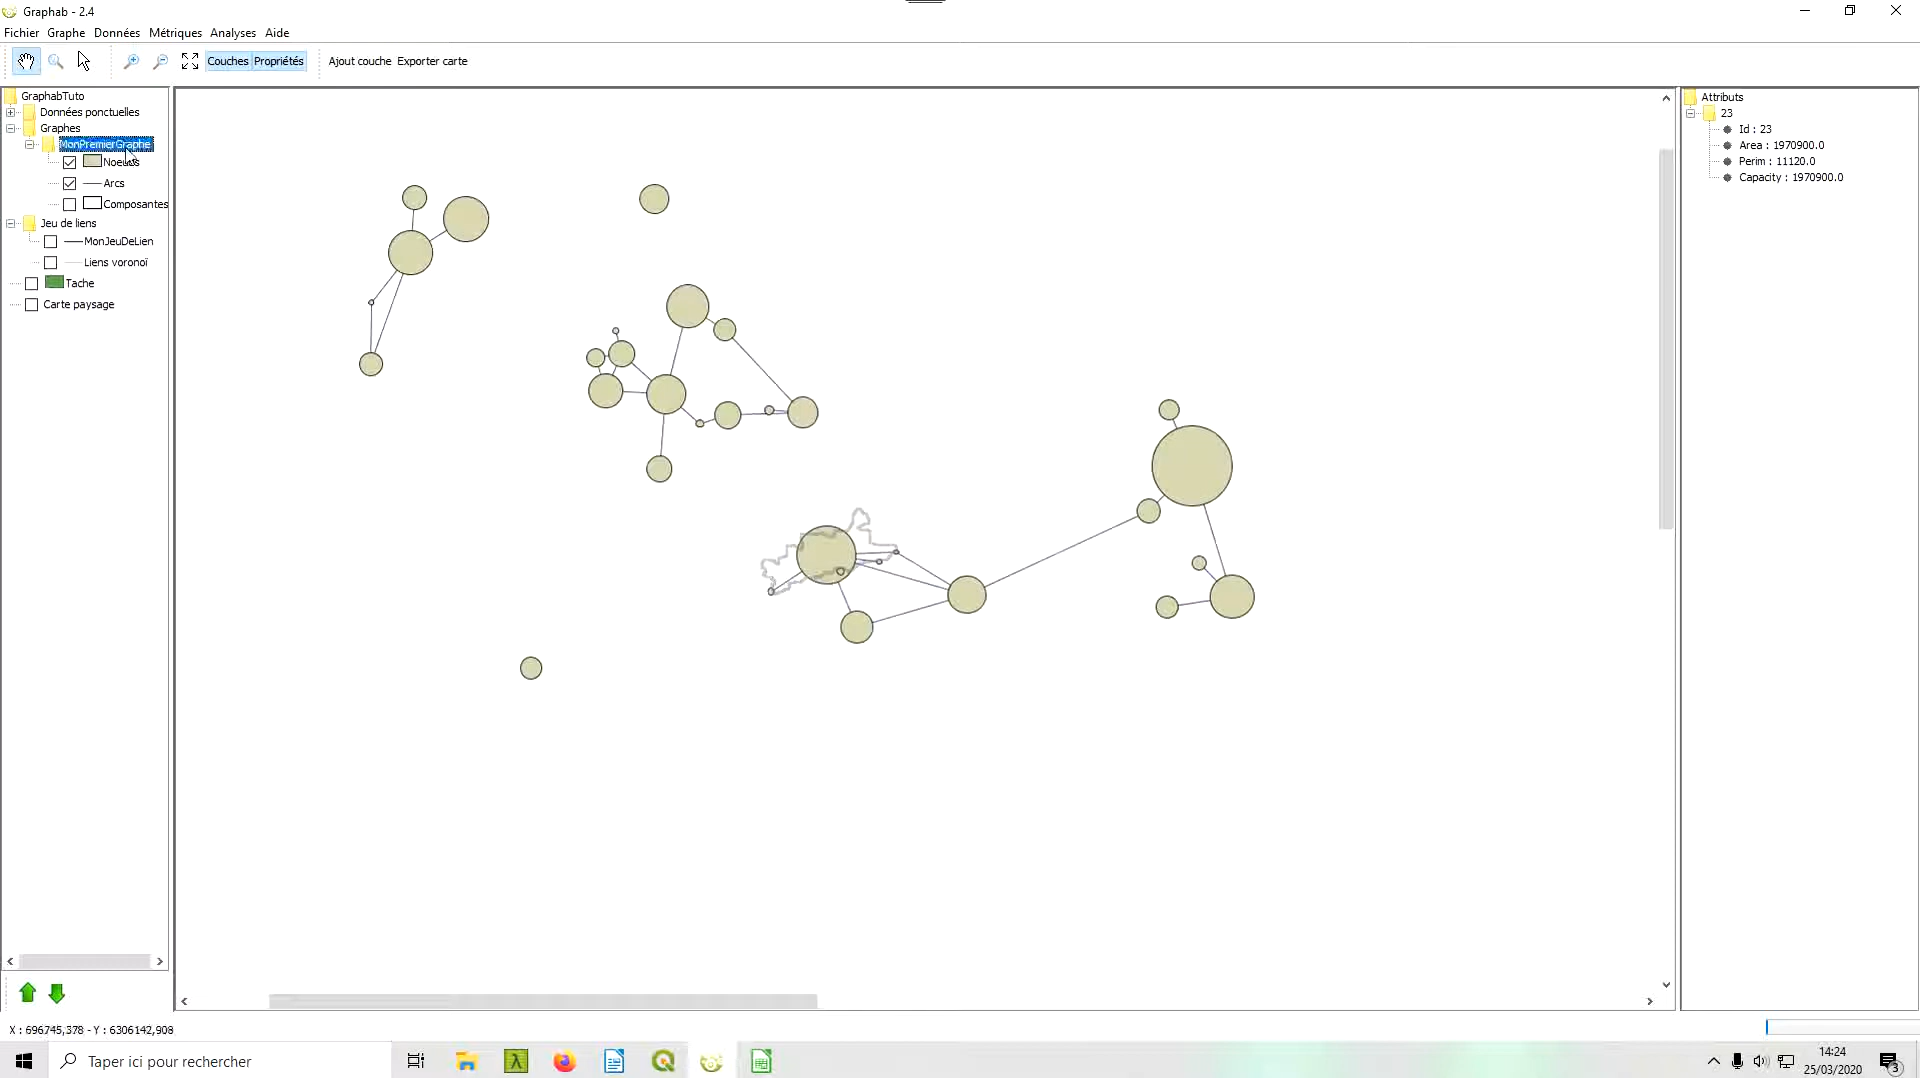 Graphab - 2.4
Fichier Graphe Données Métriques Analyses Aide
Couches Propriétés Ajout couche Exporter carte
GraphabTuto
Données ponctuelles
Graphes
MonPremierGraphe
Noeuds
Arcs
Composantes
Jeu de liens
MonJeuDeLien
Liens voronoï
Tache
Carte paysage
Attributs
23
Id : 23
Area : 1970900.0
Perim : 11120.0
Capacity : 1970900.0
X : 696745,378 - Y : 6306142,908
Taper ici pour rechercher
14:24
25/03/2020
3